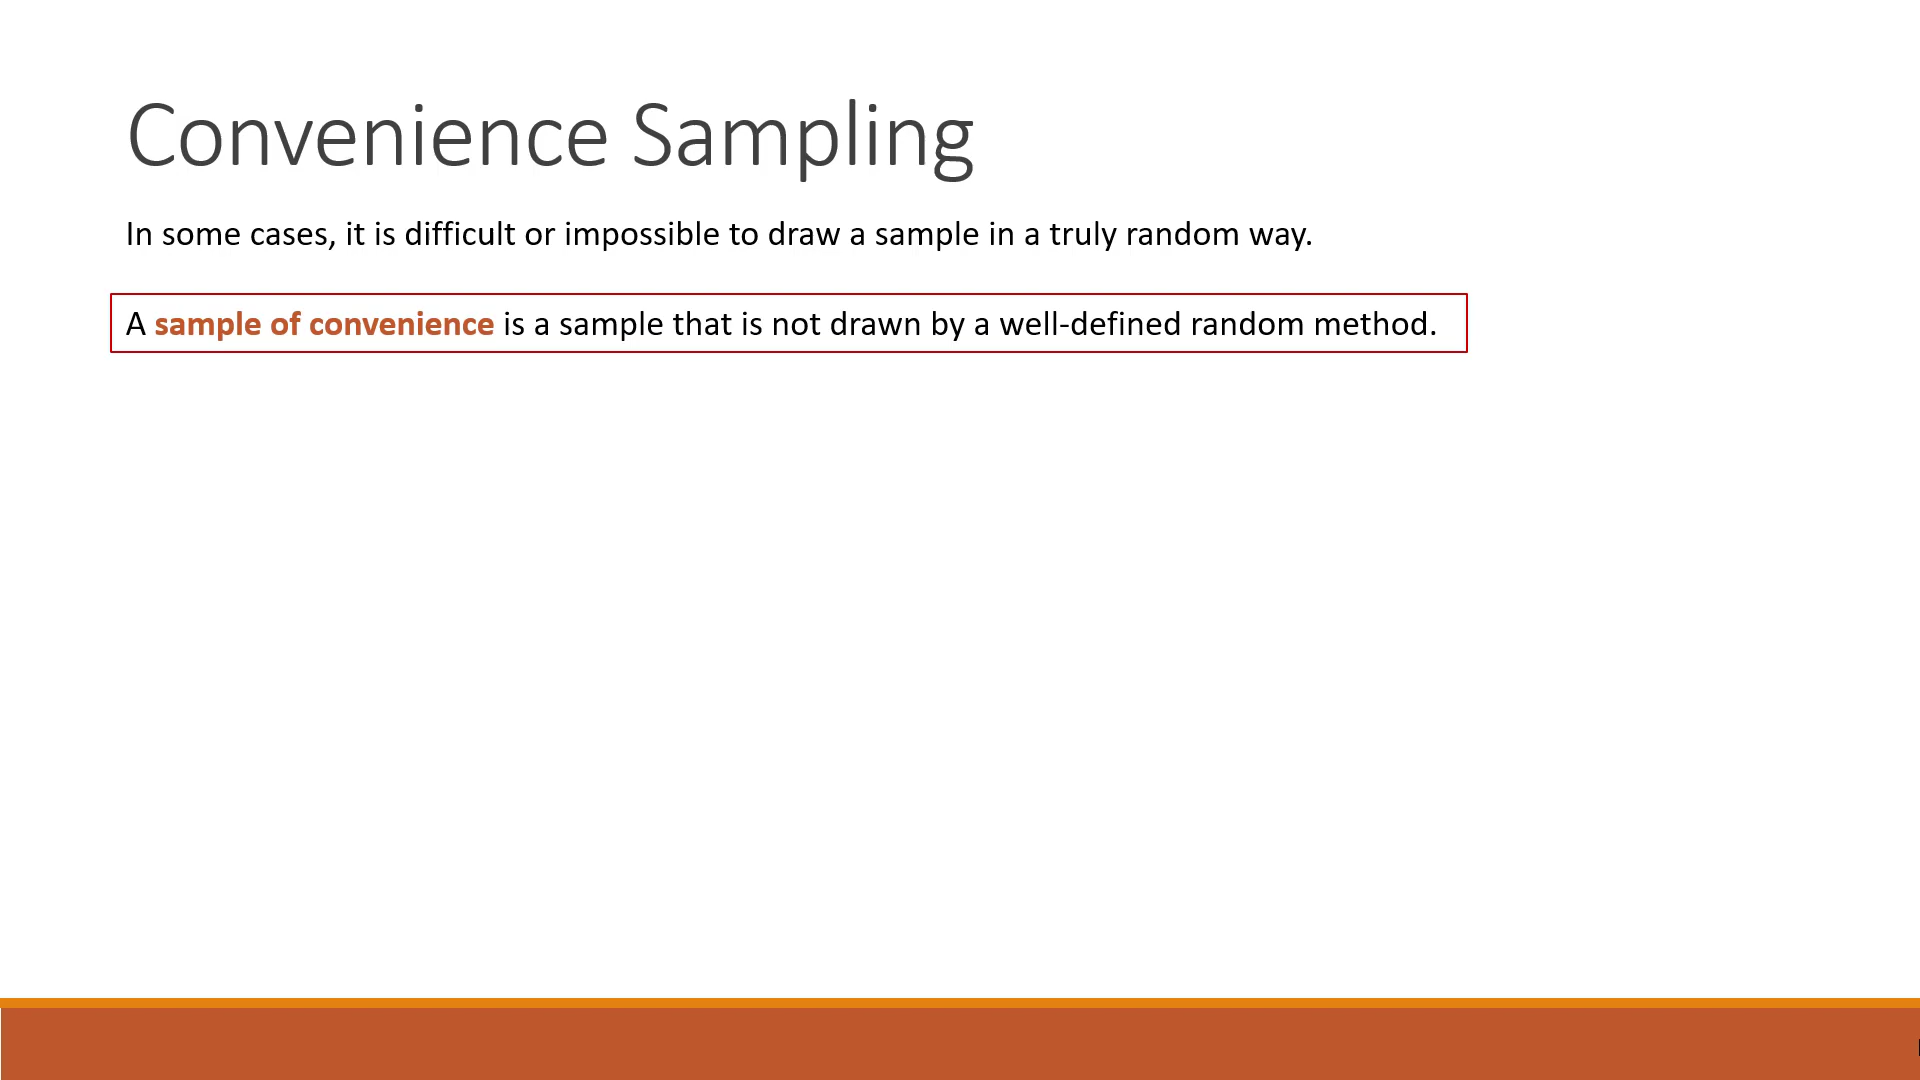 Convenience Sampling
In some cases, it is difficult or impossible to draw a sample in a truly random way.
A sample of convenience is a sample that is not drawn by a well-defined random method.